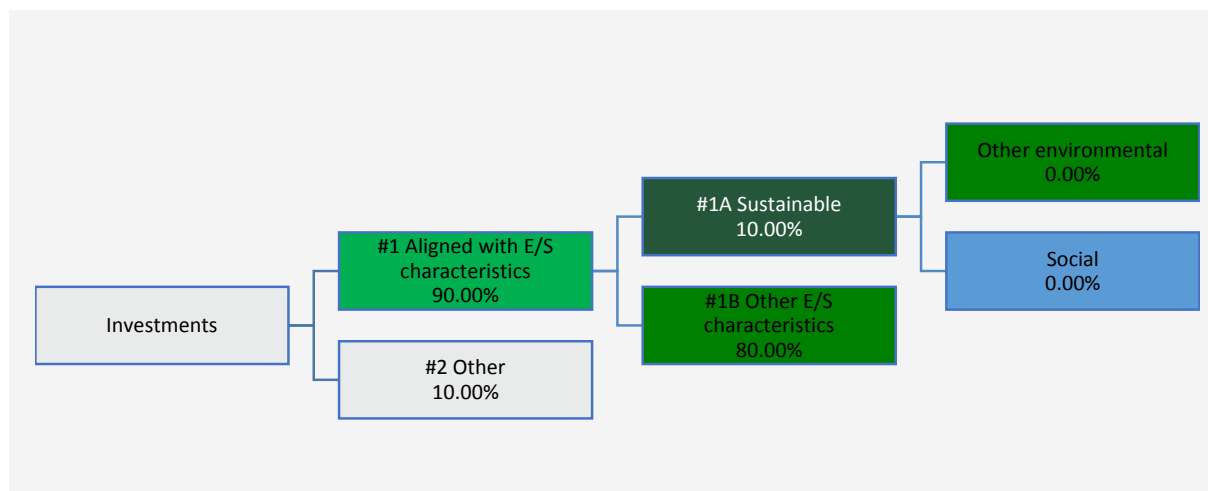 Investments
#1 Aligned with E/S
characteristics
90.00%
#2 Other
10.00%
#1A Sustainable
10.00%
#1B Other E/S
characteristics
80.00%
Other environmental
0.00%
Social
0.00%